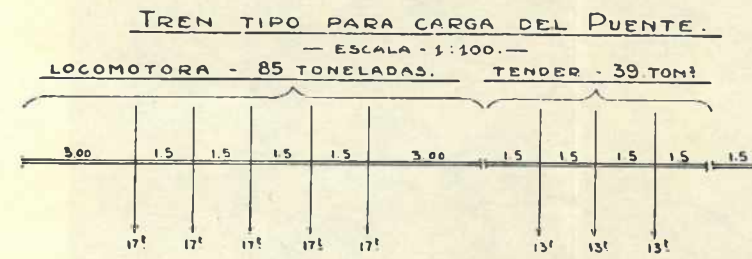 TREN TIPO PARA CARGA DEL PUENTE.
— ESCALA - 1:100. —
LOCOMOTORA - 85 TONELADAS. TENDER - 39 TONS
3.00 1.5 1.5 1.5 1.5 3.00 1.5 1.5 1.5 1.5 1.5
17t 17t 17t 17t 17t 13t 13t 13t